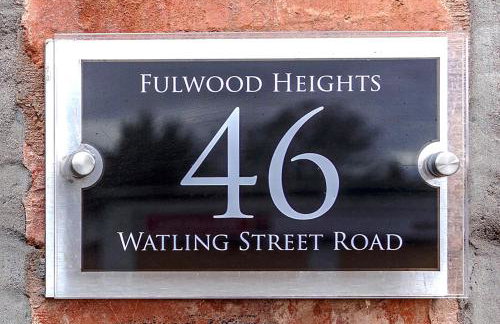 Fulwood Heights
46
Watling Street Road